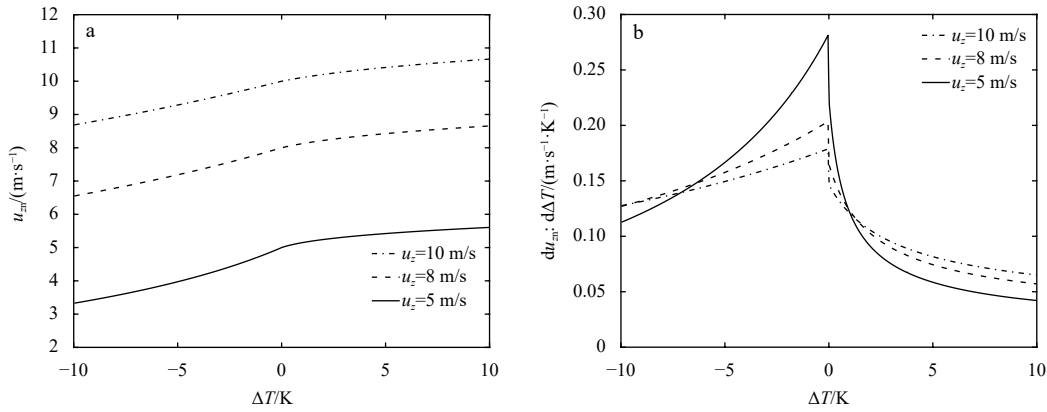 a
12
11
10
9
8
7
6
5
4
3
2
u_zn/(m·s⁻¹)
u_z=10 m/s
u_z=8 m/s
u_z=5 m/s
−10
−5
0
5
10
ΔT/K
b
0.30
0.25
0.20
0.15
0.10
0.05
0
du_zn: dΔT/(m·s⁻¹·K⁻¹)
u_z=10 m/s
u_z=8 m/s
u_z=5 m/s
−10
−5
0
5
10
ΔT/K